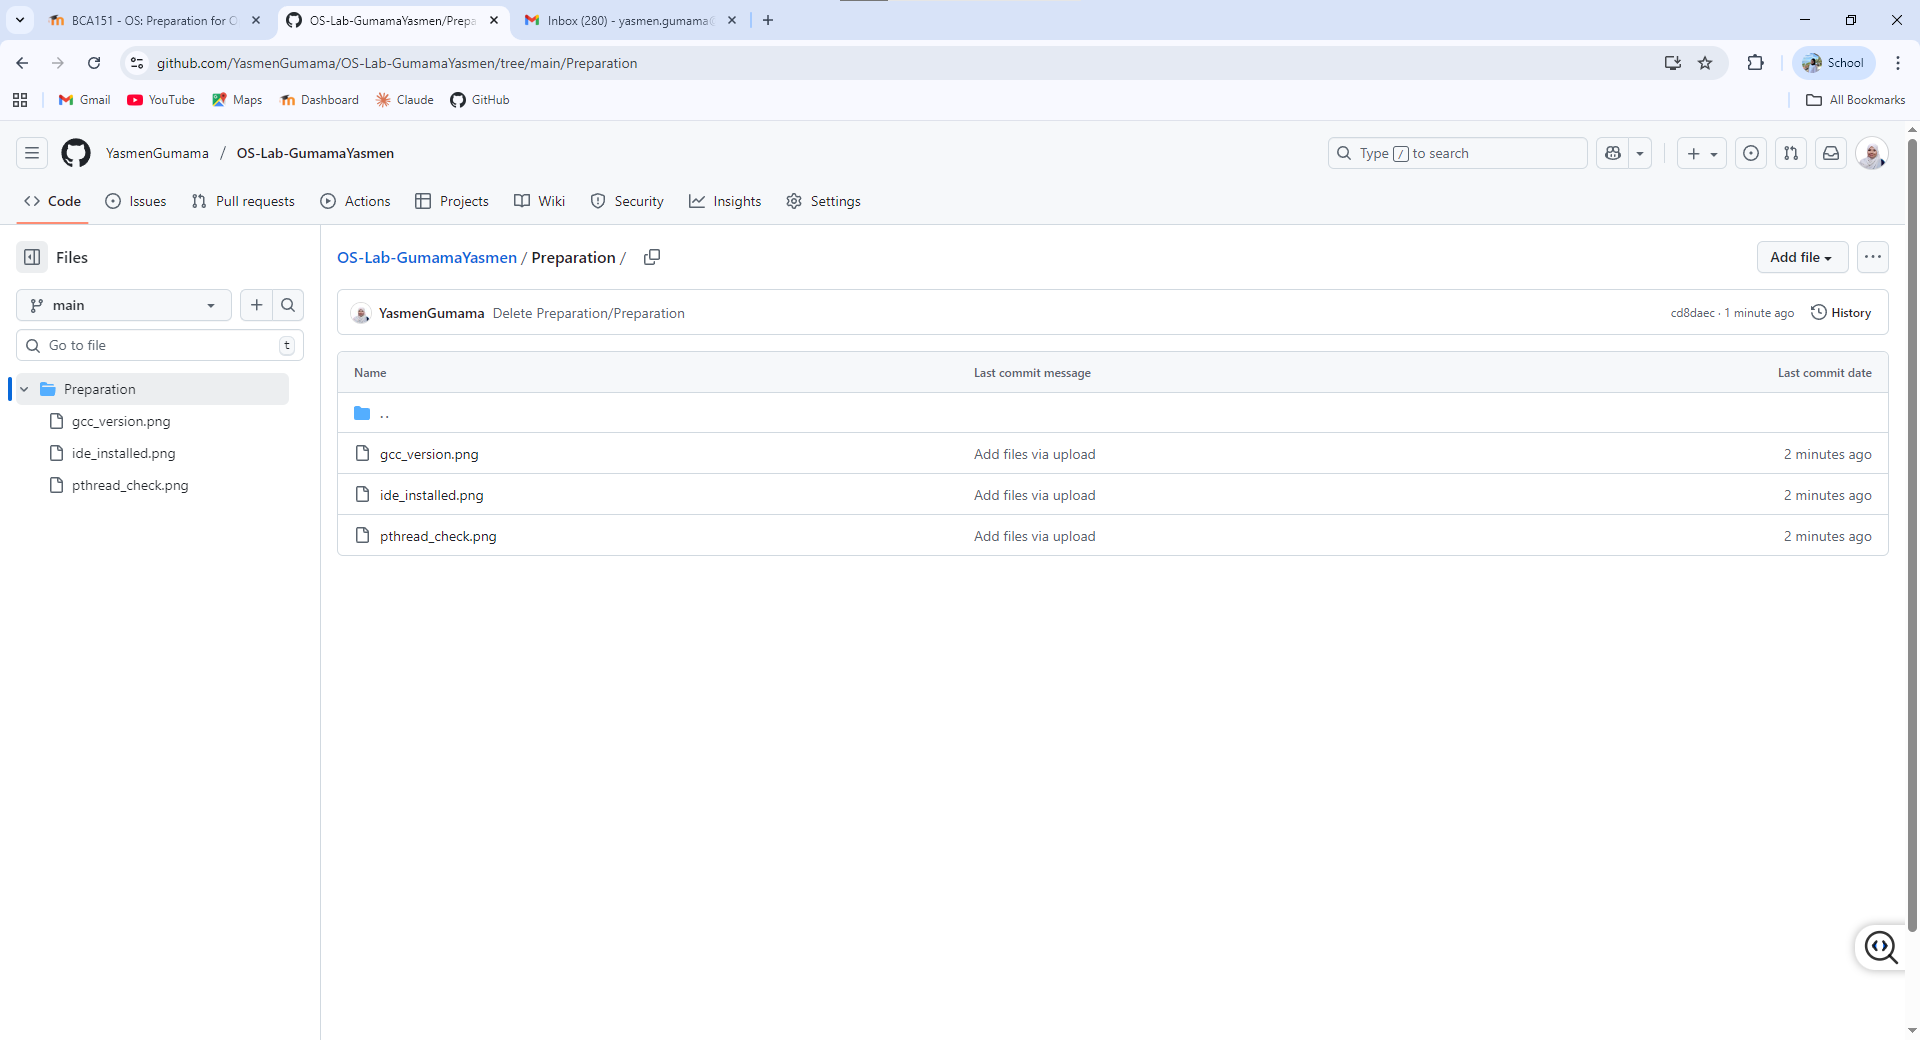 BCA151 - OS: Preparation for O
OS-Lab-GumamaYasmen/Prepa
Inbox (280) - yasmen.gumama@
github.com/YasmenGumama/OS-Lab-GumamaYasmen/tree/main/Preparation
School
Gmail
YouTube
Maps
Dashboard
Claude
GitHub
All Bookmarks
YasmenGumama / OS-Lab-GumamaYasmen
Type / to search
Code
Issues
Pull requests
Actions
Projects
Wiki
Security
Insights
Settings
Files
OS-Lab-GumamaYasmen / Preparation /
Add file
main
YasmenGumama Delete Preparation/Preparation
cd8daec · 1 minute ago
History
Go to file
t
Name Last commit message Last commit date
Preparation
gcc_version.png
ide_installed.png
pthread_check.png
..
gcc_version.png Add files via upload 2 minutes ago
ide_installed.png Add files via upload 2 minutes ago
pthread_check.png Add files via upload 2 minutes ago